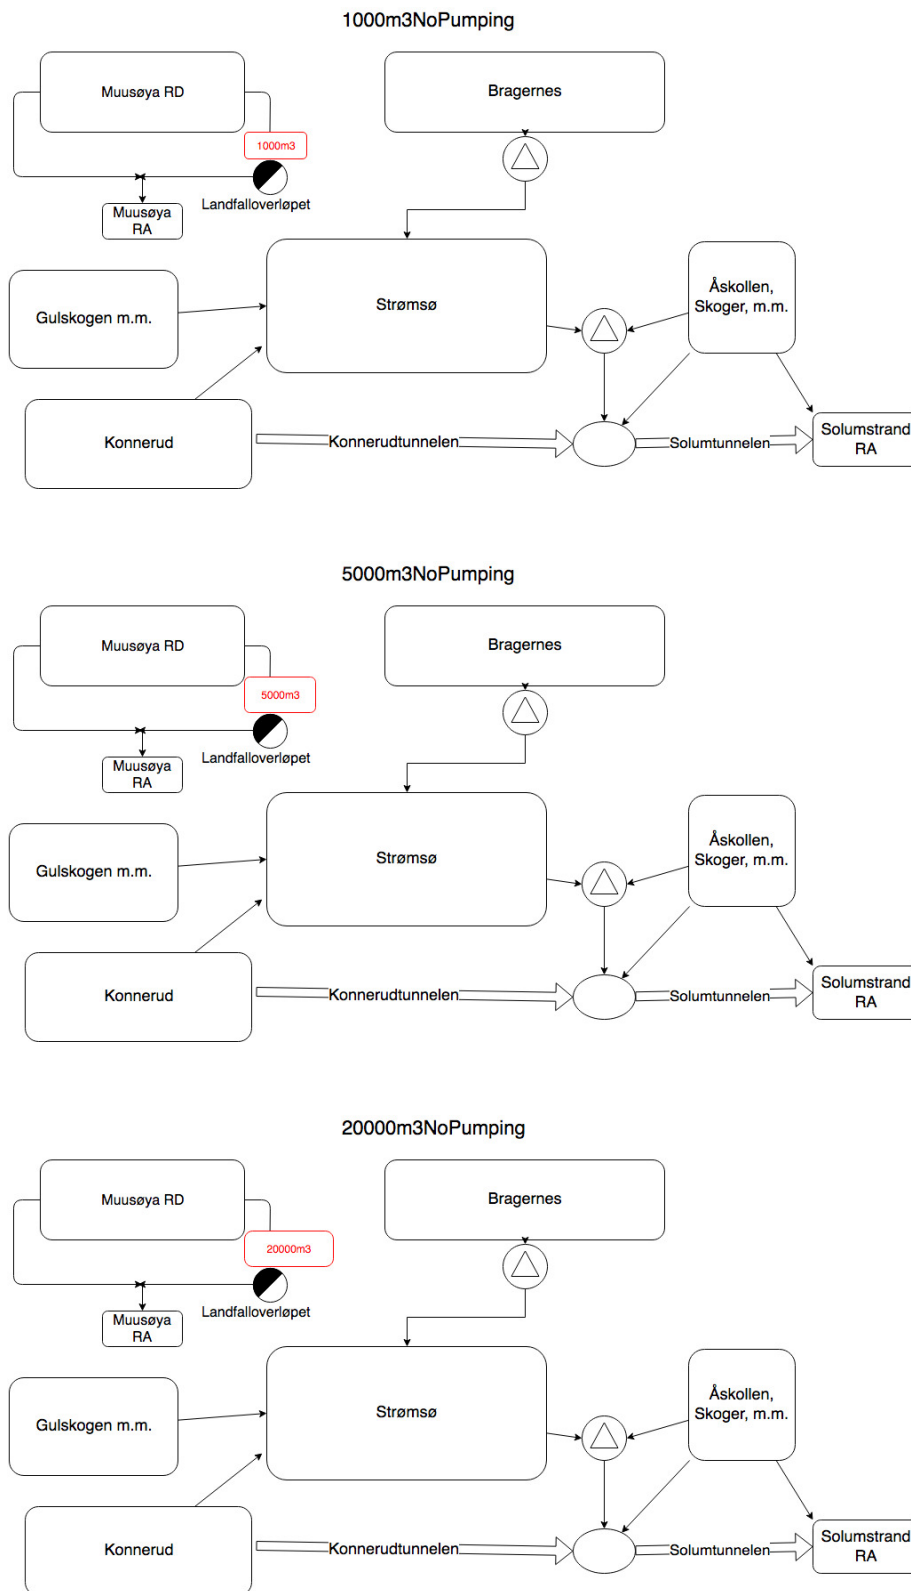 1000m3NoPumping
Muusøya RD
Bragernes
1000m3
Landfalloverløpet
Muusøya
RA
Gulskogen m.m.
Strømsø
Åskollen,
Skoger, m.m.
Konnerud
Konnerudtunnelen
Solumtunnelen
Solumstrand
RA
5000m3NoPumping
Muusøya RD
Bragernes
5000m3
Landfalloverløpet
Muusøya
RA
Gulskogen m.m.
Strømsø
Åskollen,
Skoger, m.m.
Konnerud
Konnerudtunnelen
Solumtunnelen
Solumstrand
RA
20000m3NoPumping
Muusøya RD
Bragernes
20000m3
Landfalloverløpet
Muusøya
RA
Gulskogen m.m.
Strømsø
Åskollen,
Skoger, m.m.
Konnerud
Konnerudtunnelen
Solumtunnelen
Solumstrand
RA